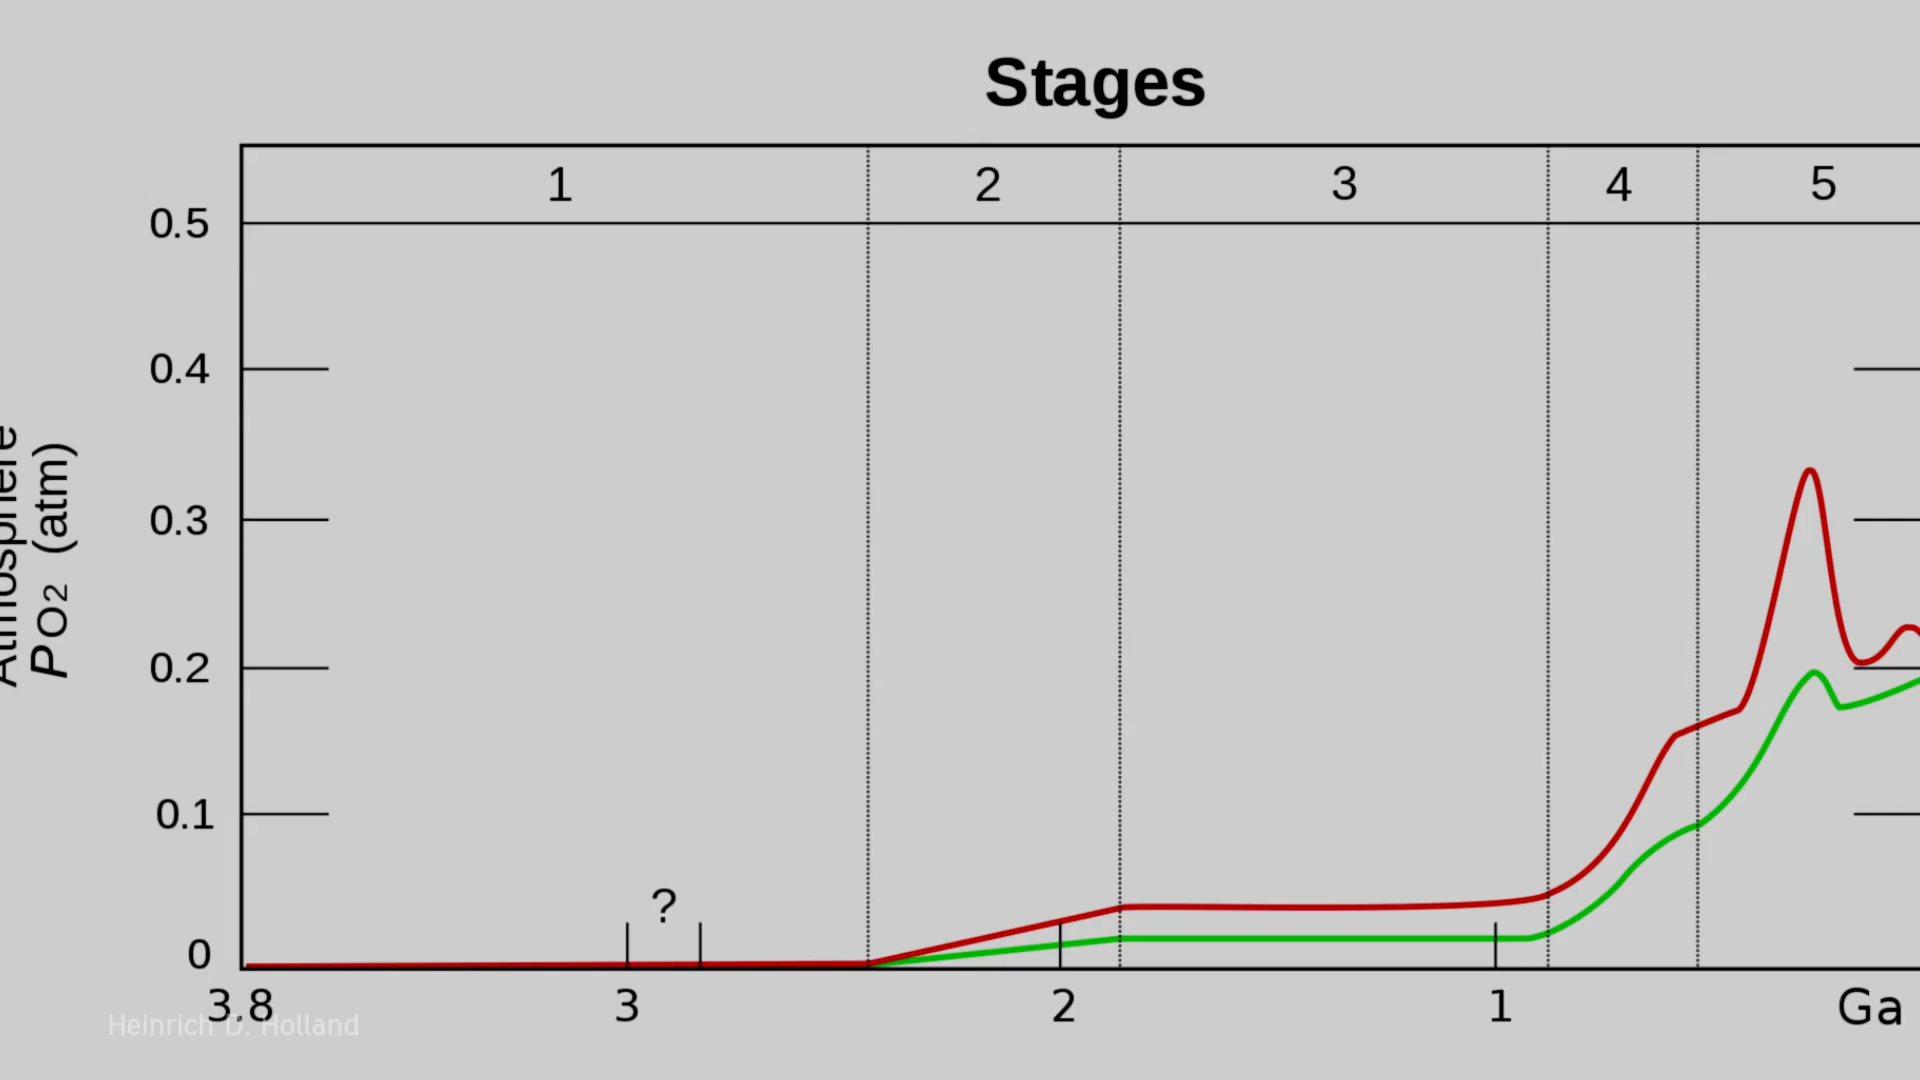 Stages
1 2 3 4 5
0.5
0.4
0.3
0.2
0.1
0
Atmosphere
PO2 (atm)
?
3.8 3 2 1 Ga
Heinrich D. Holland